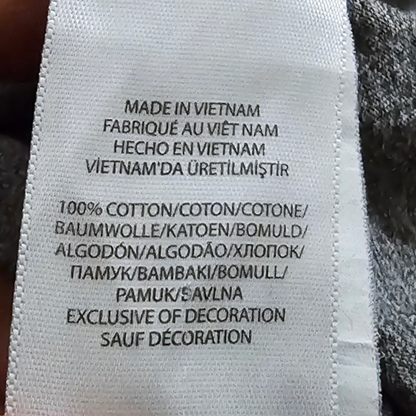 MADE IN VIETNAM
FABRIQUÉ AU VIÊT NAM
HECHO EN VIETNAM
VİETNAM'DA ÜRETİLMİŞTİR
100% COTTON/COTON/COTONE/
BAUMWOLLE/KATOEN/BOMULD/
ALGODÓN/ALGODÃO/ХЛОПОК/
ПАМУК/BAMBAKI/BOMULL/
PAMUK/BAVLNA
EXCLUSIVE OF DECORATION
SAUF DÉCORATION